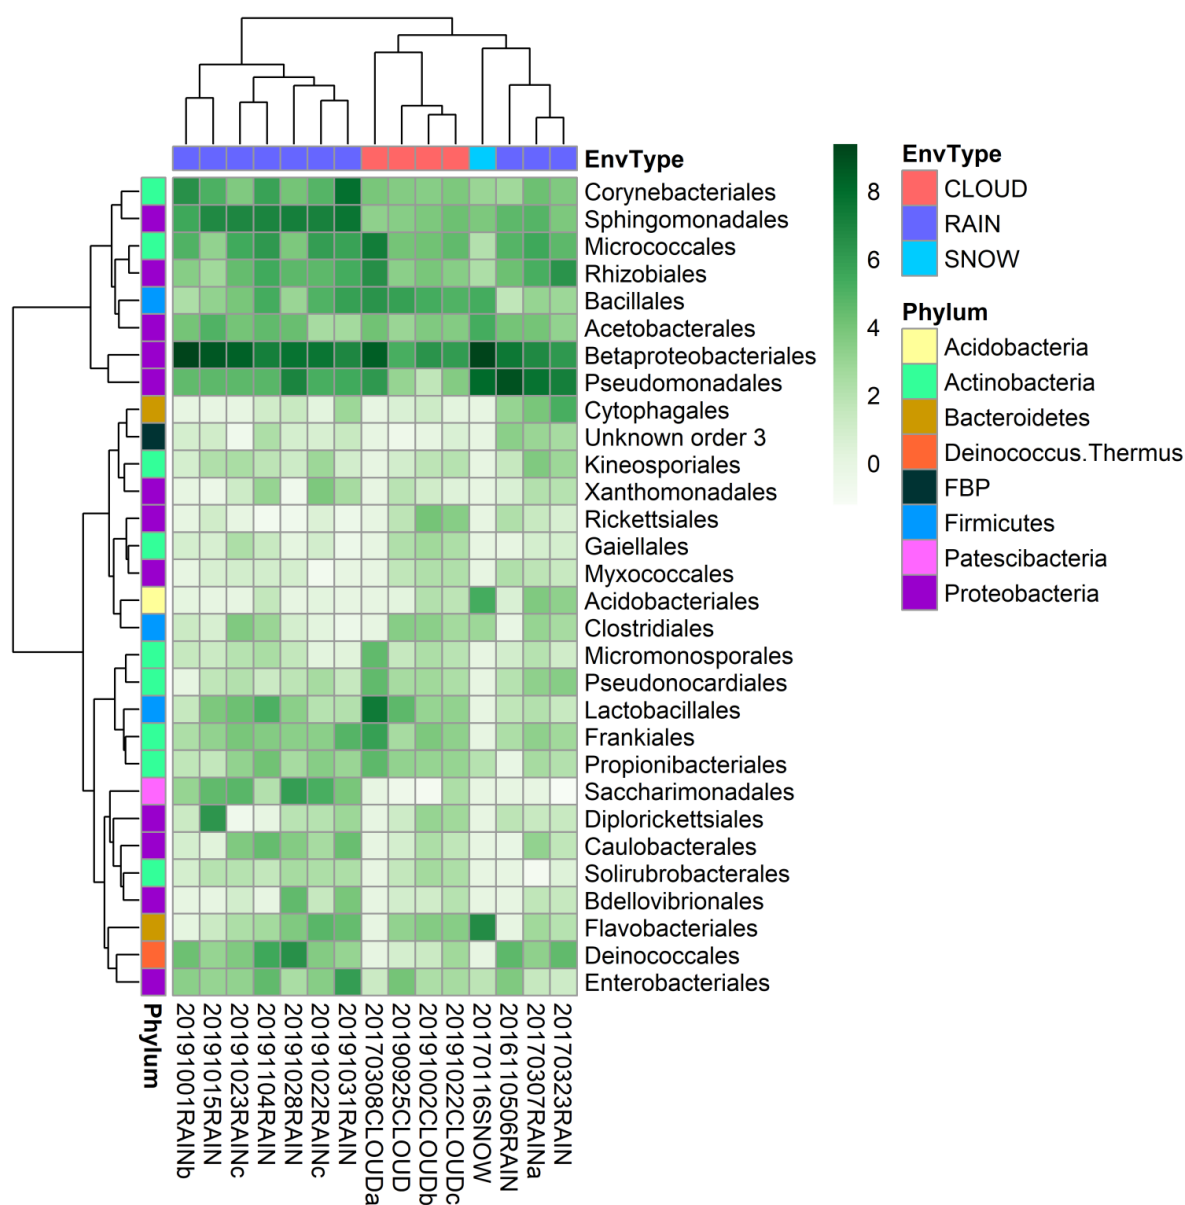 EnvType
Corynebacteriales
Sphingomonadales
Micrococcales
Rhizobiales
Bacillales
Acetobacterales
Betaproteobacteriales
Pseudomonadales
Cytophagales
Unknown order 3
Kineosporiales
Xanthomonadales
Rickettsiales
Gaiellales
Myxococcales
Acidobacteriales
Clostridiales
Micromonosporales
Pseudonocardiales
Lactobacillales
Frankiales
Propionibacteriales
Saccharimonadales
Diplorickettsiales
Caulobacterales
Solirubrobacterales
Bdellovibrionales
Flavobacteriales
Deinococcales
Enterobacteriales
Phylum
20191001RAINb
20191015RAIN
20191023RAINc
20191104RAIN
20191028RAIN
20191022RAINc
20191031RAIN
20170308CLOUDa
20190925CLOUD
20191002CLOUDb
20191022CLOUDc
20170116SNOW
2016110506RAIN
20170307RAINa
20170323RAIN
8
6
4
2
0
EnvType
CLOUD
RAIN
SNOW
Phylum
Acidobacteria
Actinobacteria
Bacteroidetes
Deinococcus.Thermus
FBP
Firmicutes
Patescibacteria
Proteobacteria